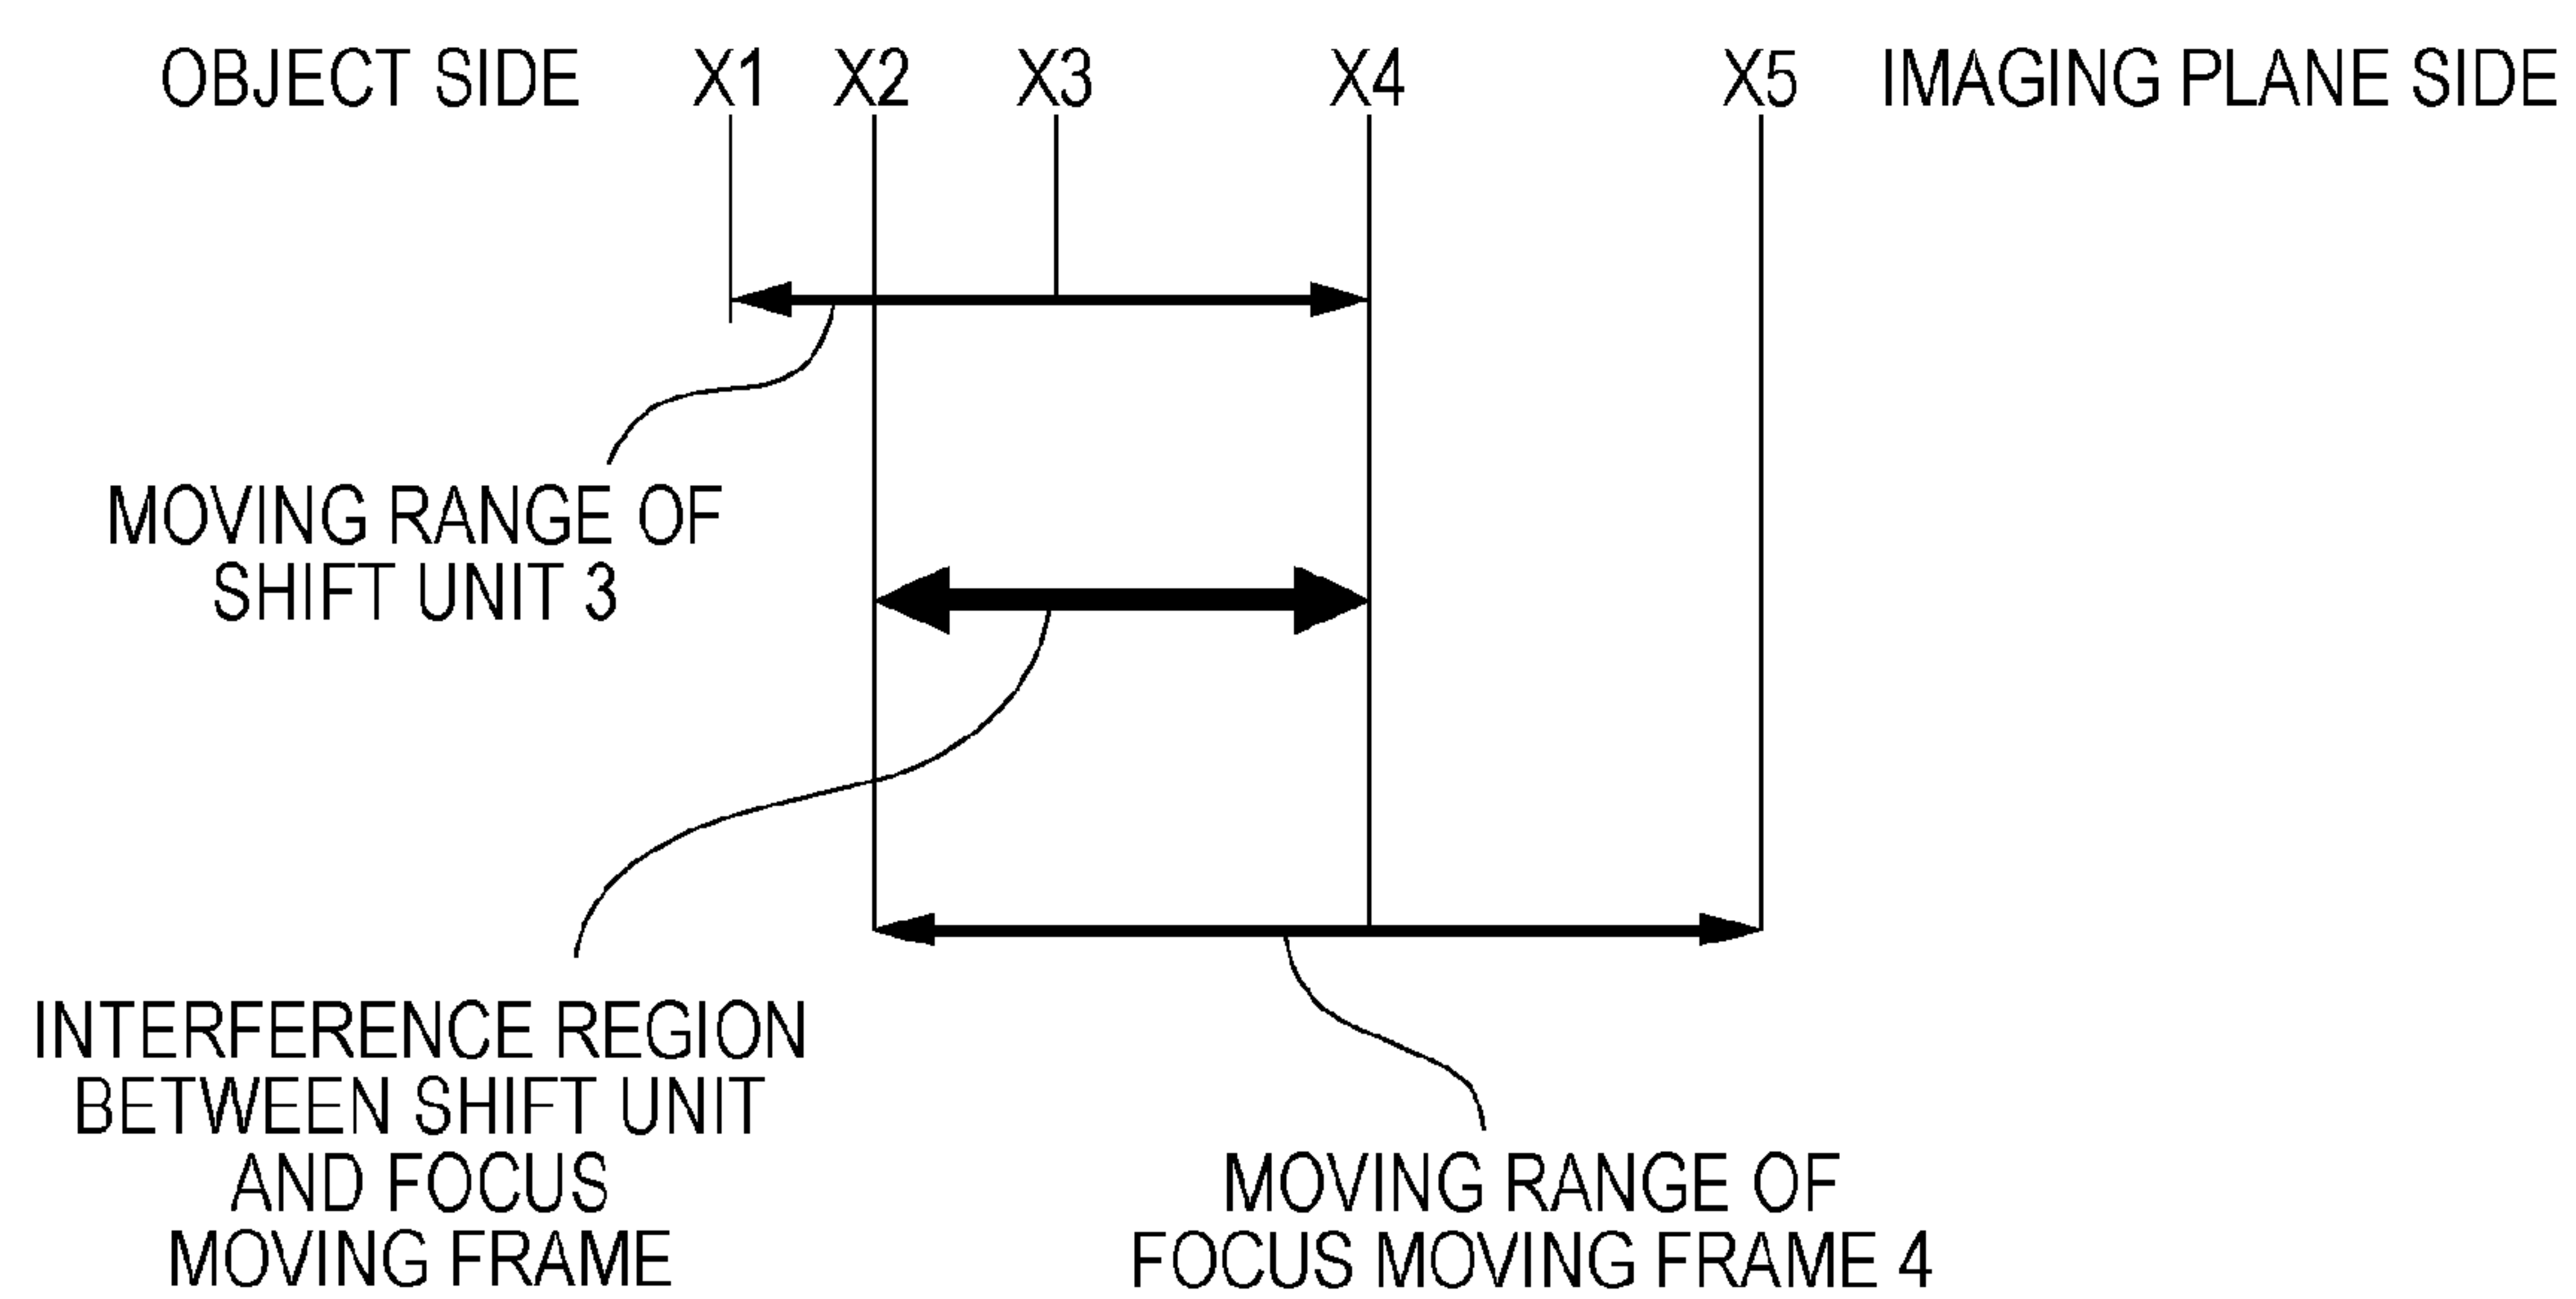 OBJECT SIDE X1 X2 X3 X4 X5 IMAGING PLANE SIDE
MOVING RANGE OF
SHIFT UNIT 3
INTERFERENCE REGION
BETWEEN SHIFT UNIT
AND FOCUS
MOVING FRAME
MOVING RANGE OF
FOCUS MOVING FRAME 4